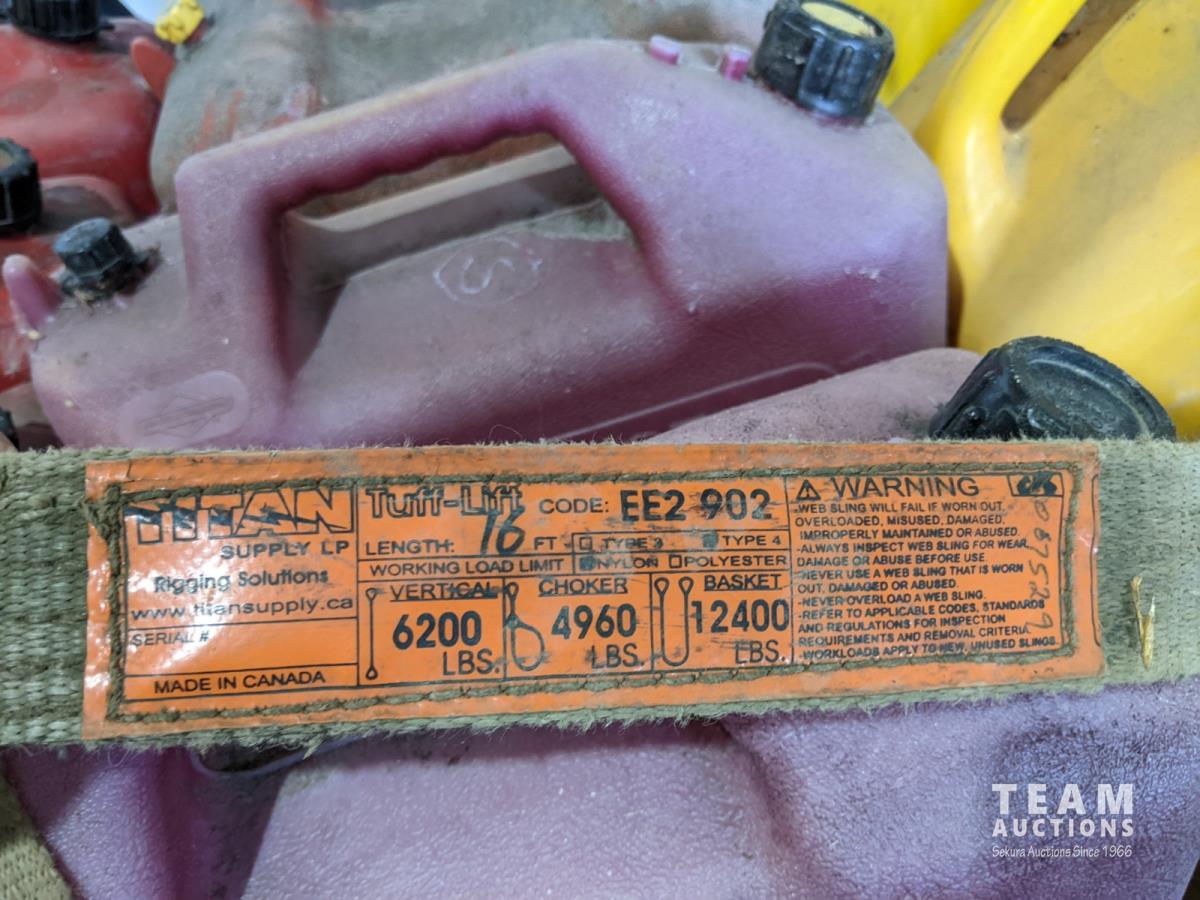 TITAN
SUPPLY LP
Rigging Solutions
www.titansupply.ca
SERIAL #
MADE IN CANADA
Tuff-Lift CODE: EE2 902
LENGTH: 16 FT TYPE 3 TYPE 4
WORKING LOAD LIMIT NYLON POLYESTER
VERTICAL CHOKER BASKET
6200 4960 12400
LBS. LBS. LBS.
⚠ WARNING
-WEB SLING WILL FAIL IF WORN OUT,
OVERLOADED, MISUSED, DAMAGED,
IMPROPERLY MAINTAINED OR ABUSED.
-ALWAYS INSPECT WEB SLING FOR WEAR,
DAMAGE OR ABUSE BEFORE USE
-NEVER USE A WEB SLING THAT IS WORN
OUT, DAMAGED OR ABUSED.
-NEVER OVERLOAD A WEB SLING.
-REFER TO APPLICABLE CODES, STANDARDS
AND REGULATIONS FOR INSPECTION
REQUIREMENTS AND REMOVAL CRITERIA.
-WORKLOADS APPLY TO NEW, UNUSED SLINGS.
TEAM
AUCTIONS
Sekura Auctions Since 1966